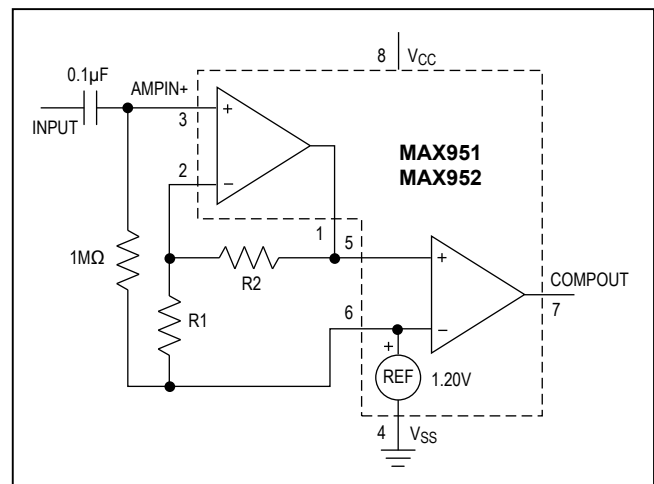 8 VCC
0.1µF
AMPIN+
INPUT
3
+
MAX951
MAX952
2
−
1
5
+
1MΩ
R2
COMPOUT
7
6
−
R1
+
REF
1.20V
4
VSS